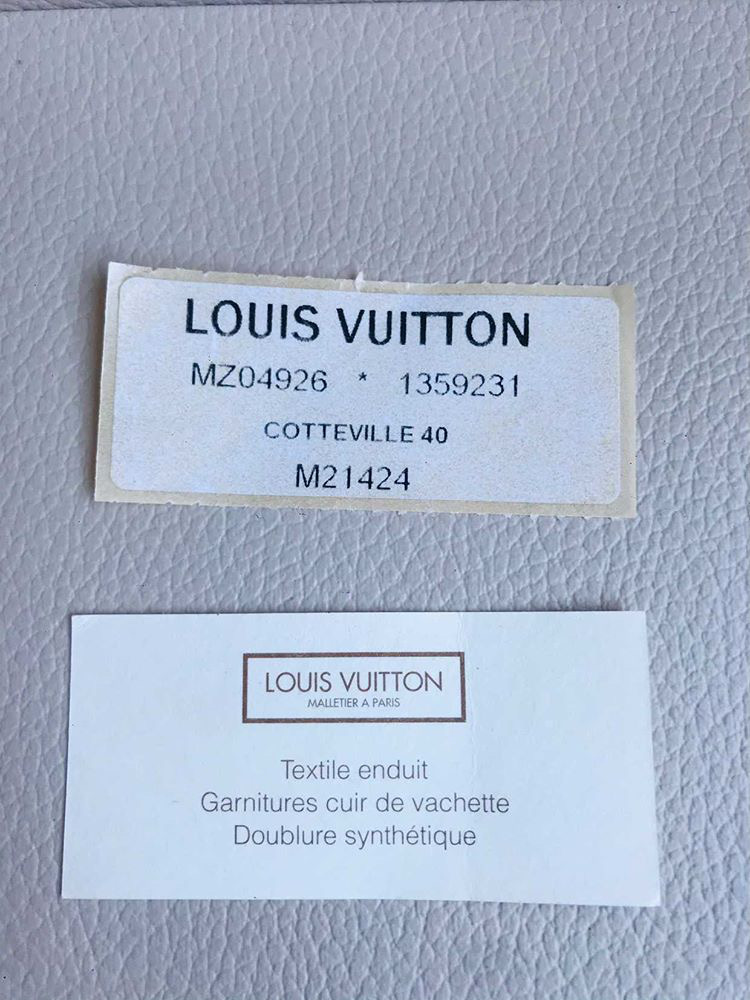 LOUIS VUITTON
MZ04926 * 1359231
COTTEVILLE 40
M21424
LOUIS VUITTON
MALLETIER A PARIS
Textile enduit
Garnitures cuir de vachette
Doublure synthétique